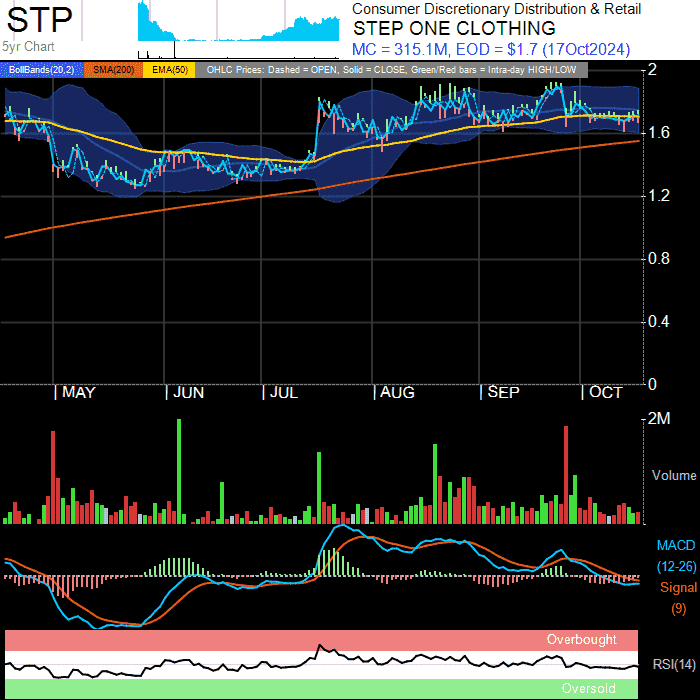 STP
5yr Chart
Consumer Discretionary Distribution & Retail
STEP ONE CLOTHING
MC = 315.1M, EOD = $1.7 (17Oct2024)
BollBands(20,2) SMA(200) EMA(50) OHLC Prices: Dashed = OPEN, Solid = CLOSE, Green/Red bars = Intra-day HIGH/LOW
2
1.6
1.2
0.8
0.4
0
MAY JUN JUL AUG SEP OCT
2M
Volume
MACD
(12-26)
Signal
(9)
Overbought
RSI(14)
Oversold